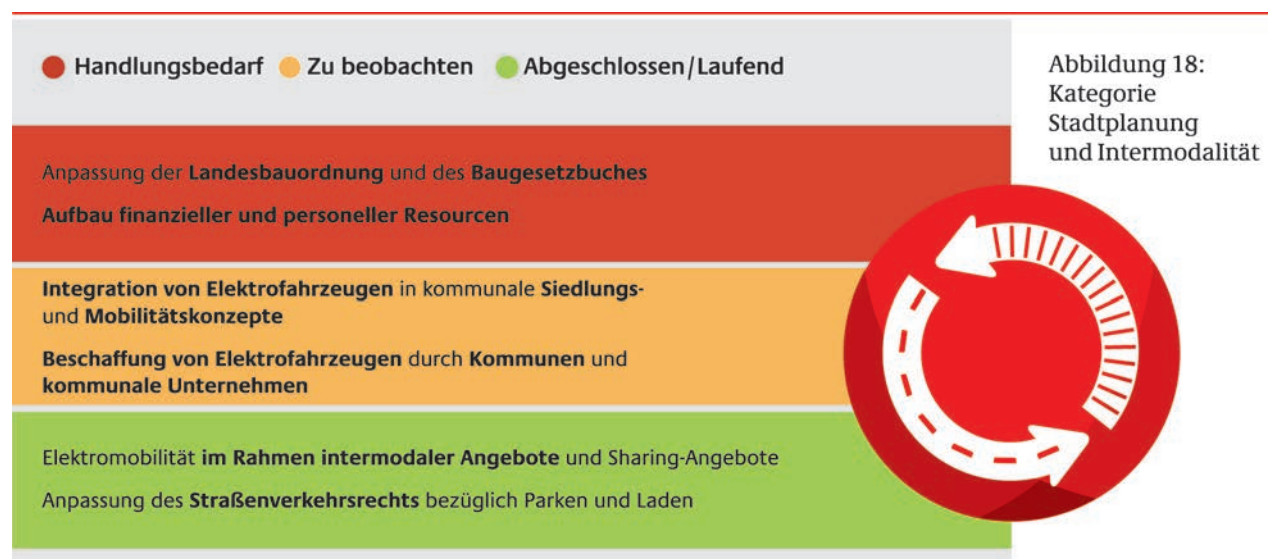 Handlungsbedarf Zu beobachten Abgeschlossen/Laufend
Abbildung 18:
Kategorie
Stadtplanung
und Intermodalität
Anpassung der Landesbauordnung und des Baugesetzbuches
Aufbau finanzieller und personeller Resourcen
Integration von Elektrofahrzeugen in kommunale Siedlungs-
und Mobilitätskonzepte
Beschaffung von Elektrofahrzeugen durch Kommunen und
kommunale Unternehmen
Elektromobilität im Rahmen intermodaler Angebote und Sharing-Angebote
Anpassung des Straßenverkehrsrechts bezüglich Parken und Laden